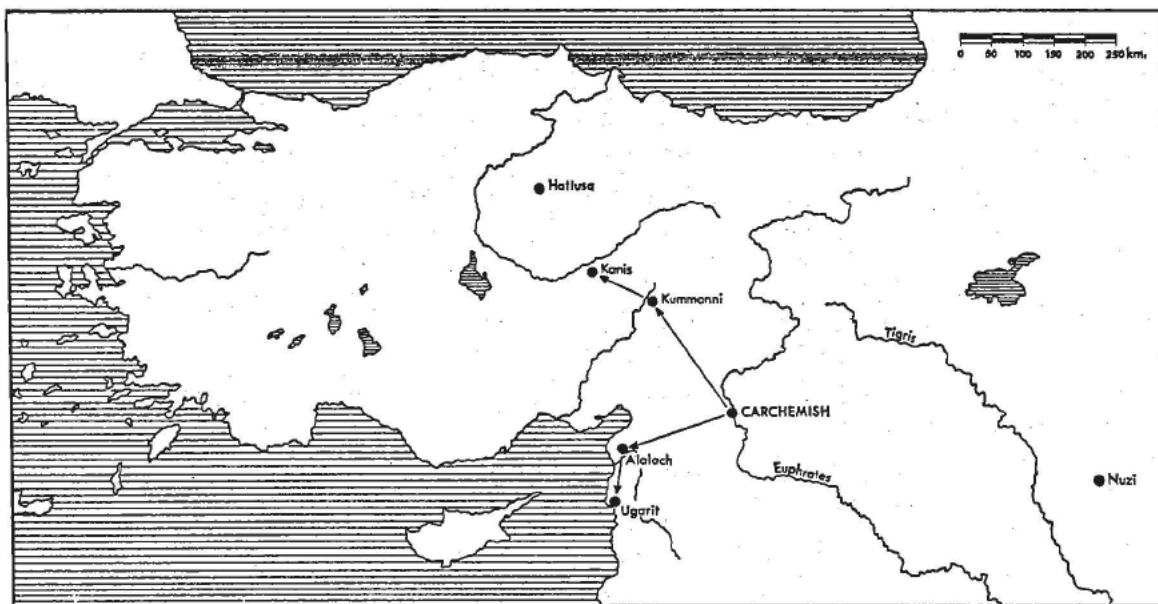 0 50 100 150 200 250 km.
Hattusa
Kanis
Kummanni
Tigris
CARCHEMISH
Alalach
Euphrates
Nuzi
Ugarit